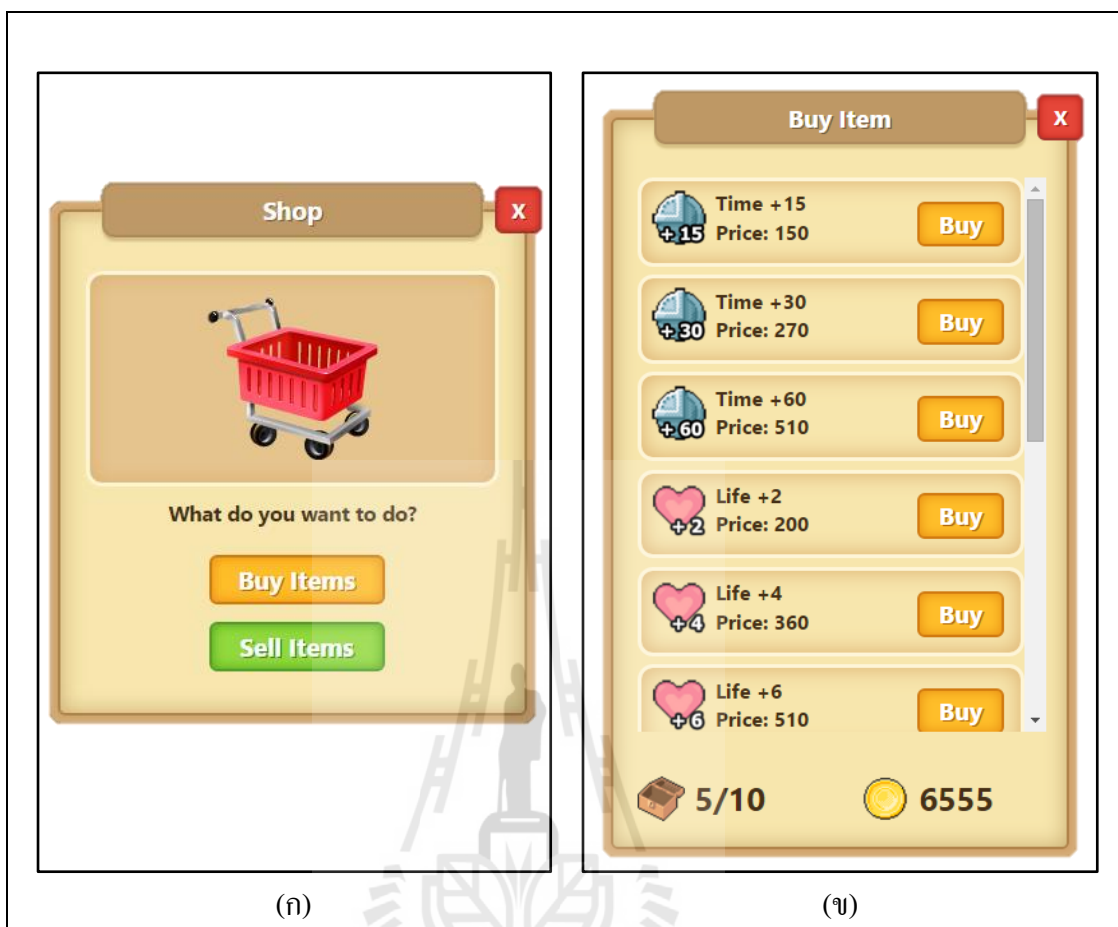 Shop
X
What do you want to do?
Buy Items
Sell Items
(ก)
Buy Item
X
+15
Time +15
Price: 150
Buy
+30
Time +30
Price: 270
Buy
+60
Time +60
Price: 510
Buy
+2
Life +2
Price: 200
Buy
+4
Life +4
Price: 360
Buy
+6
Life +6
Price: 510
Buy
5/10
6555
(ข)